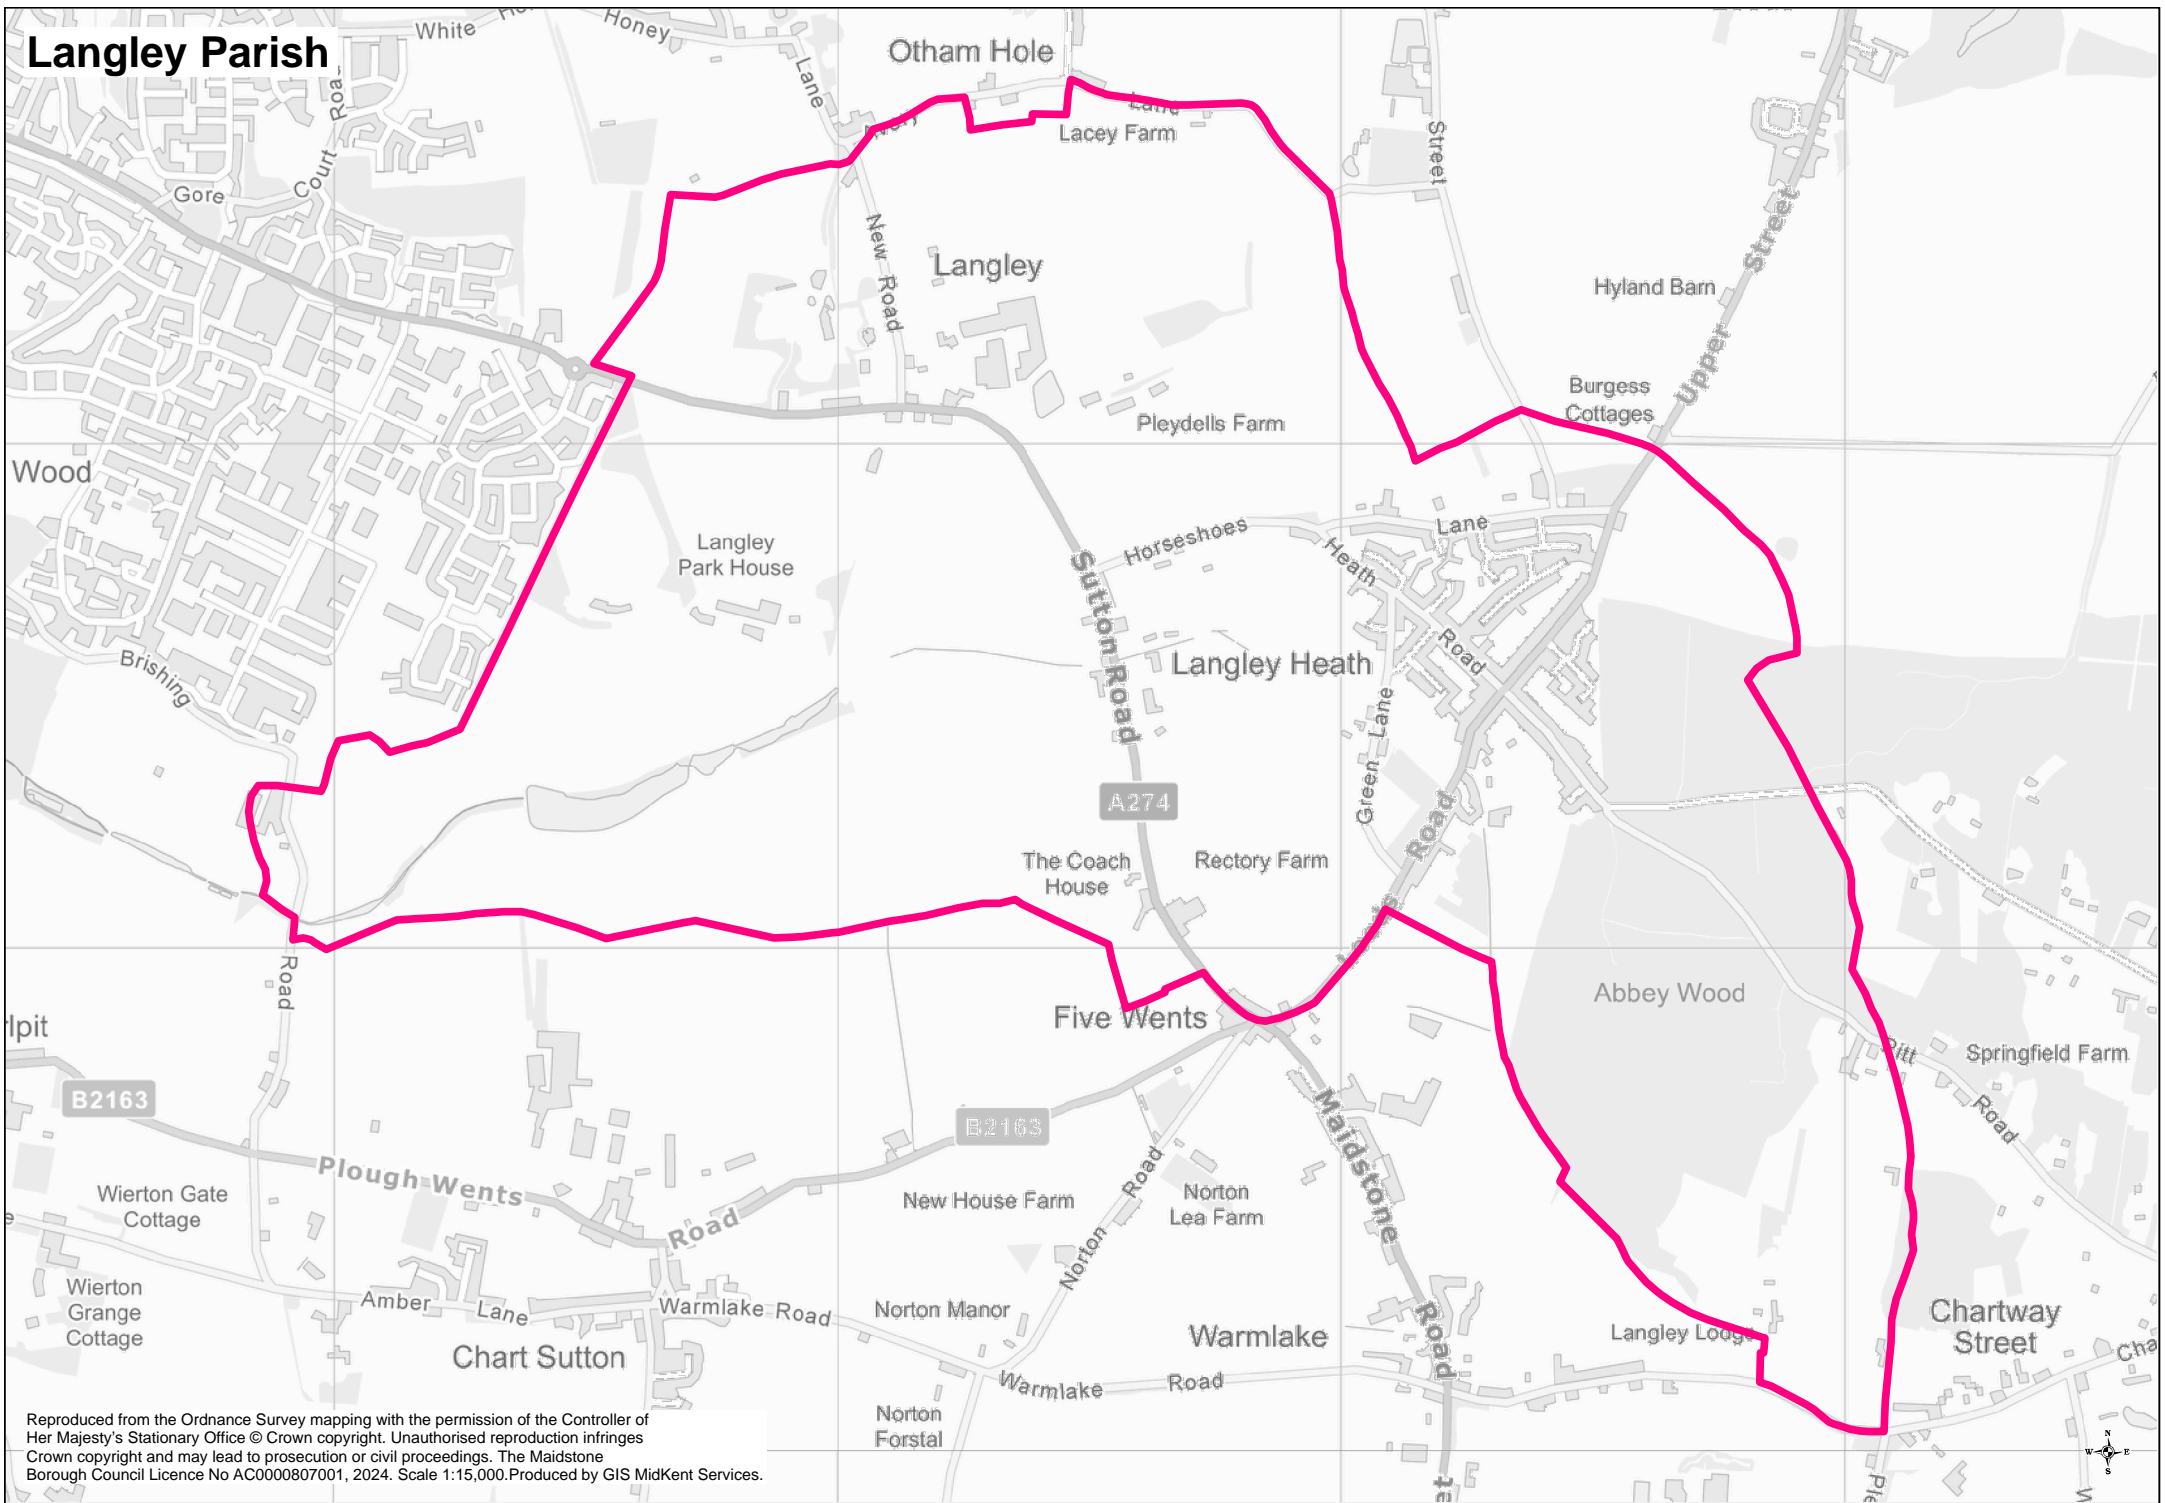 Langley Parish
White
Honey
Lane
Otham Hole
Lane
Lacey Farm
Road
Court
Gore
Street
New Road
Langley
Upper Street
Hyland Barn
Burgess
Cottages
Pleydells Farm
Wood
Langley
Park House
Horseshoes
Lane
Heath
Road
Sutton Road
Langley Heath
Brishing
Green Lane
A274
Road
The Coach
House
Rectory Farm
Road
Abbey Wood
Five Wents
Pitt
Road
Springfield Farm
lpit
B2163
B2163
Maidstone
Road
Plough Wents
Road
Wierton Gate
Cottage
New House Farm
Norton
Road
Norton
Lea Farm
Wierton
Grange
Cottage
Amber
Lane
Warmlake Road
Norton Manor
Warmlake
Langley Lodge
Chartway
Street
Cha
Chart Sutton
Warmlake
Road
Norton
Forstal
et
Ple
N
W
E
S
Reproduced from the Ordnance Survey mapping with the permission of the Controller of
Her Majesty's Stationary Office © Crown copyright. Unauthorised reproduction infringes
Crown copyright and may lead to prosecution or civil proceedings. The Maidstone
Borough Council Licence No AC0000807001, 2024. Scale 1:15,000.Produced by GIS MidKent Services.